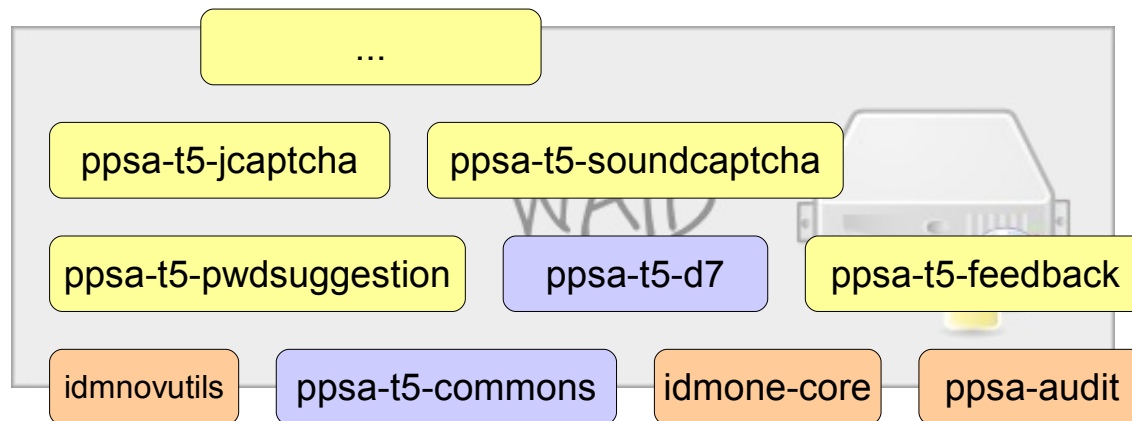 ...
ppsa-t5-jcaptcha
ppsa-t5-soundcaptcha
WAID
ppsa-t5-pwdsuggestion
ppsa-t5-d7
ppsa-t5-feedback
idmnovutils
ppsa-t5-commons
idmone-core
ppsa-audit